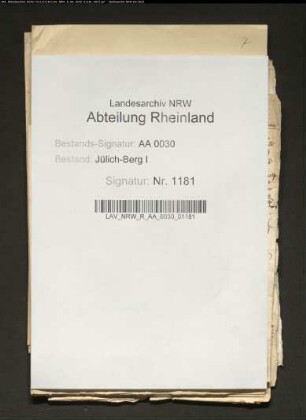 Landesarchiv NRW
Abteilung Rheinland
Bestands-Signatur: AA 0030
Bestand: Jülich-Berg I
Signatur: Nr. 1181
LAV_NRW_R_AA_0030_01181